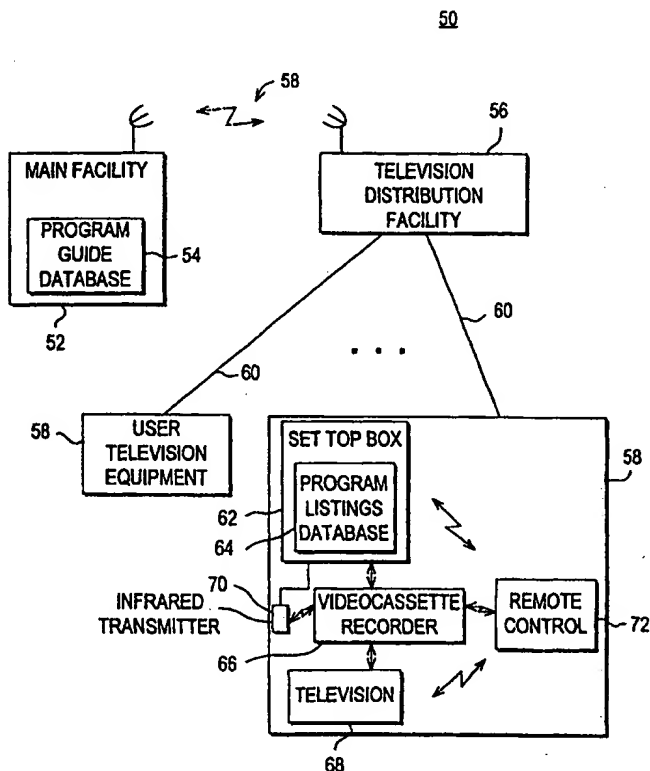 50
58
56
MAIN FACILITY
TELEVISION
DISTRIBUTION
FACILITY
PROGRAM
GUIDE
DATABASE
54
52
60
60
58
USER
TELEVISION
EQUIPMENT
SET TOP BOX
58
PROGRAM
LISTINGS
DATABASE
62
64
70
INFRARED
TRANSMITTER
VIDEOCASSETTE
RECORDER
REMOTE
CONTROL
72
66
TELEVISION
68